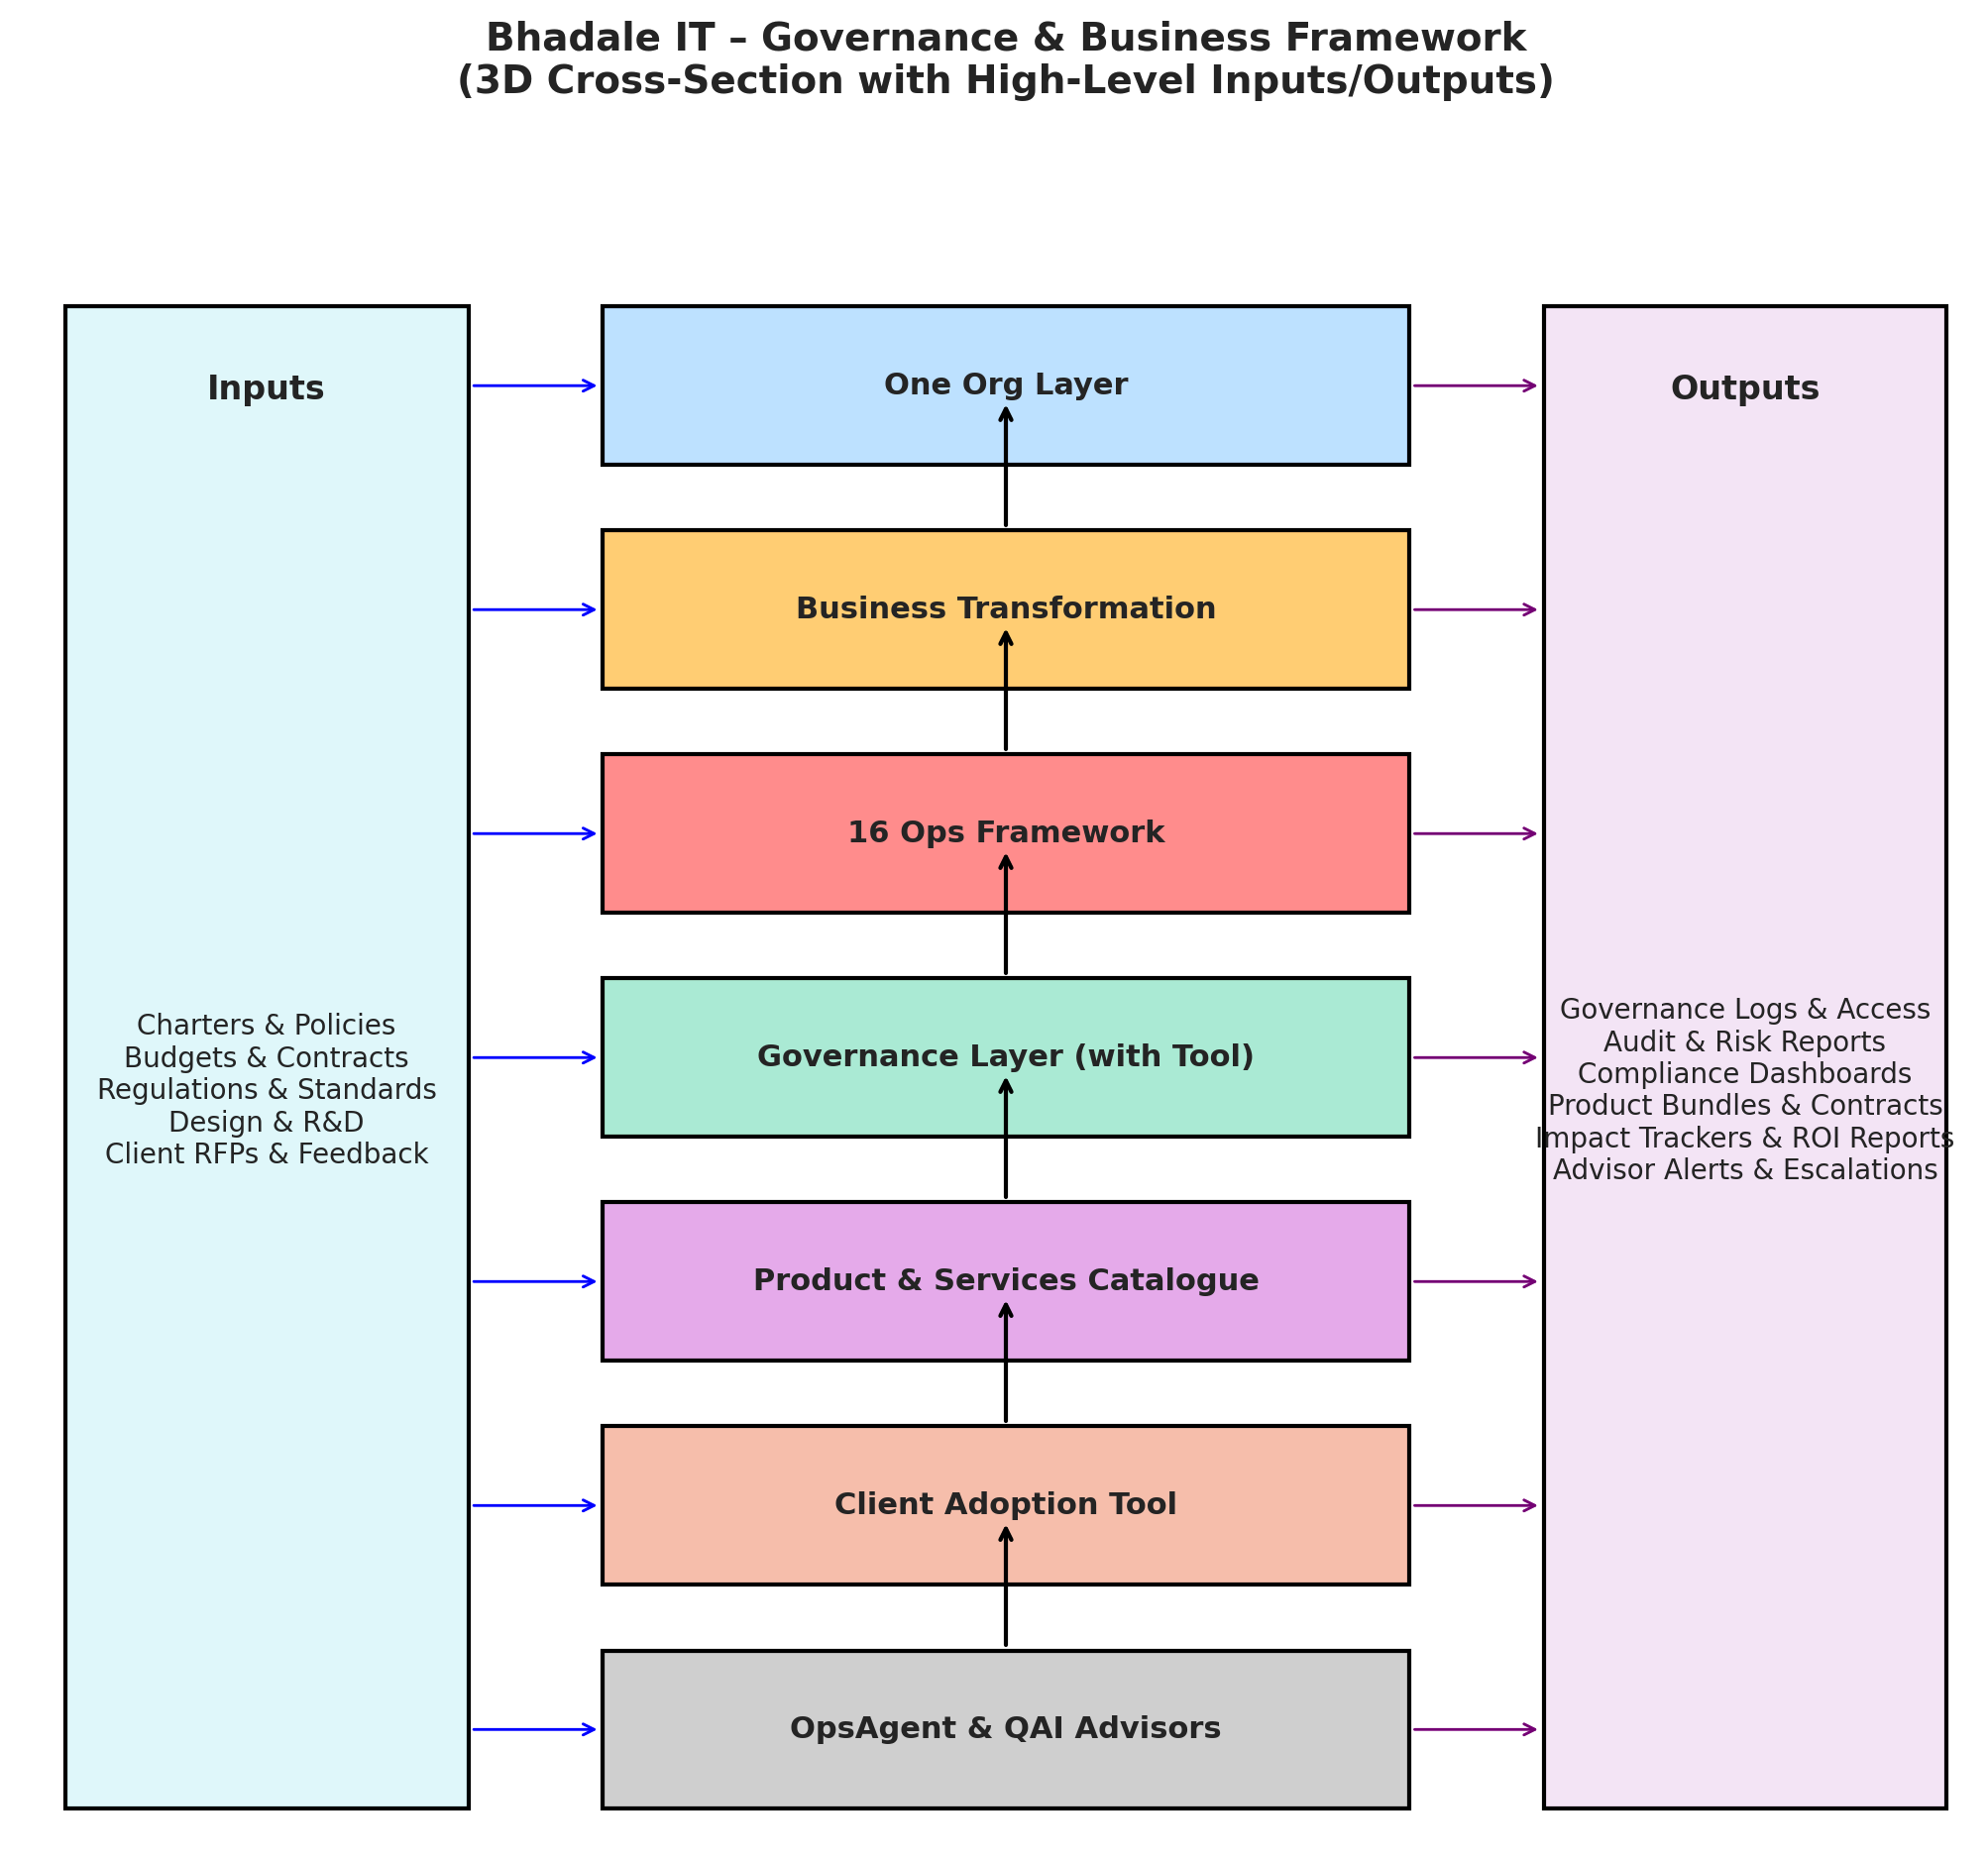 Bhadale IT – Governance & Business Framework
(3D Cross-Section with High-Level Inputs/Outputs)
Inputs
Charters & Policies
Budgets & Contracts
Regulations & Standards
Design & R&D
Client RFPs & Feedback
One Org Layer
Business Transformation
16 Ops Framework
Governance Layer (with Tool)
Product & Services Catalogue
Client Adoption Tool
OpsAgent & QAI Advisors
Outputs
Governance Logs & Access
Audit & Risk Reports
Compliance Dashboards
Product Bundles & Contracts
Impact Trackers & ROI Reports
Advisor Alerts & Escalations